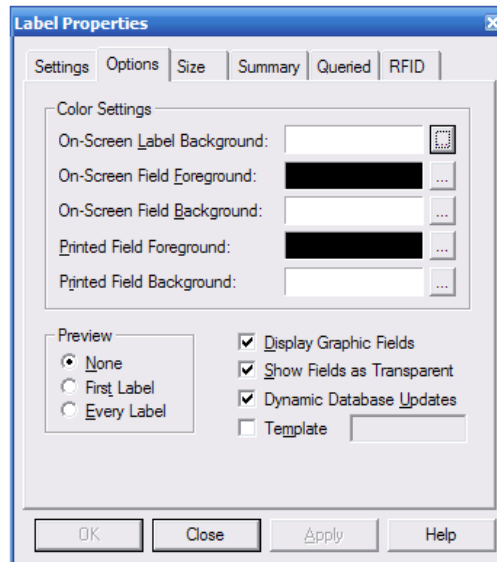 Label Properties
Settings Options Size Summary Queried RFID
Color Settings
On-Screen Label Background:
On-Screen Field Foreground: ...
On-Screen Field Background: ...
Printed Field Foreground: ...
Printed Field Background: ...
Preview
None
First Label
Every Label
Display Graphic Fields
Show Fields as Transparent
Dynamic Database Updates
Template
OK Close Apply Help